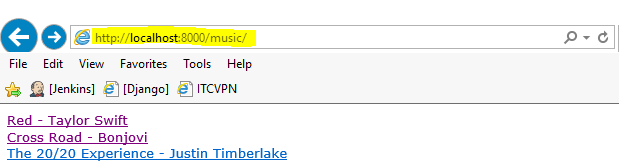 http://localhost:8000/music/
File Edit View Favorites Tools Help
[Jenkins] [Django] ITCVPN
Red - Taylor Swift
Cross Road - Bonjovi
The 20/20 Experience - Justin Timberlake